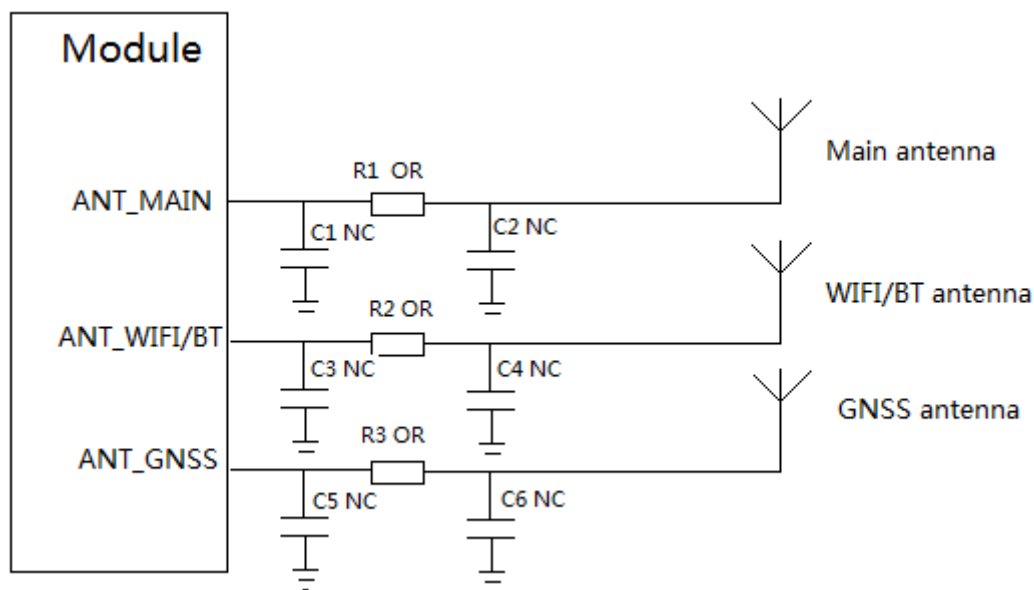 Module
R1 OR
Main antenna
ANT_MAIN
C1 NC
C2 NC
WIFI/BT antenna
R2 OR
ANT_WIFI/BT
C3 NC
C4 NC
GNSS antenna
R3 OR
ANT_GNSS
C5 NC
C6 NC